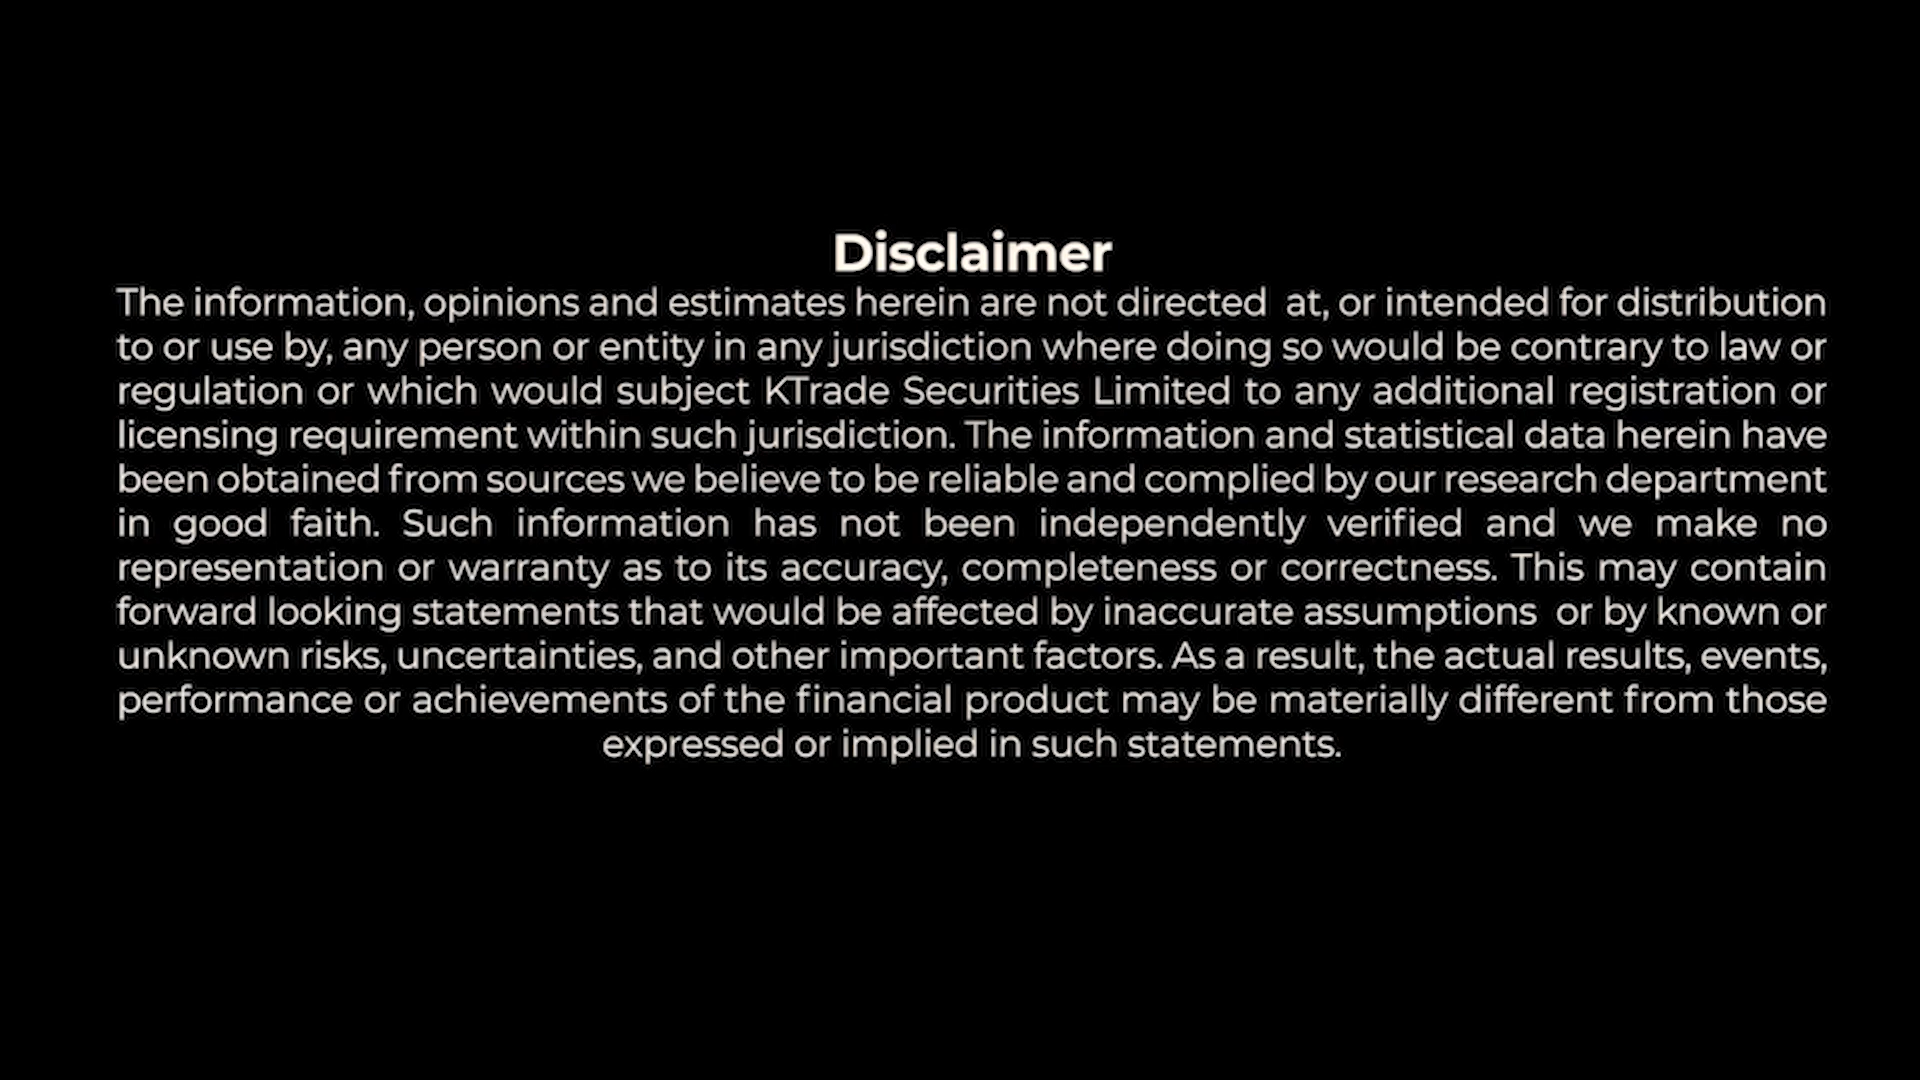 Disclaimer
The information, opinions and estimates herein are not directed at, or intended for distribution
to or use by, any person or entity in any jurisdiction where doing so would be contrary to law or
regulation or which would subject KTrade Securities Limited to any additional registration or
licensing requirement within such jurisdiction. The information and statistical data herein have
been obtained from sources we believe to be reliable and complied by our research department
in good faith. Such information has not been independently verified and we make no
representation or warranty as to its accuracy, completeness or correctness. This may contain
forward looking statements that would be affected by inaccurate assumptions or by known or
unknown risks, uncertainties, and other important factors. As a result, the actual results, events,
performance or achievements of the financial product may be materially different from those
expressed or implied in such statements.